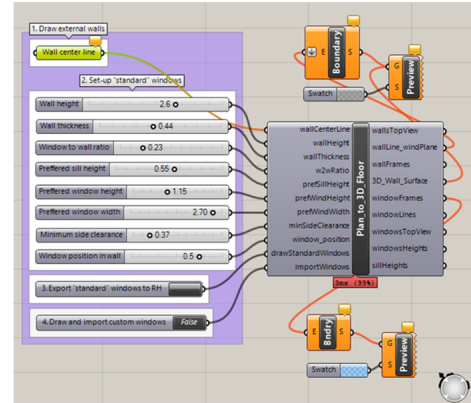 1. Draw external walls
Wall center line
2. Set-up "standard" windows
Wall height 2.6
Wall thickness 0.44
Window to wall ratio 0.23
Preffered sill height 0.55
Preffered window height 1.15
Preffered window width 2.70
Minimum side clearance 0.37
Window position in wall 0.5
3. Export "standard" windows to RH
4. Draw and import custom windows False
wallCenterLine
wallHeight
wallThickness
w2wRatio
prefSillHeight
prefWindHeight
prefWindWidth
minSideClearance
window_position
drawStandardWindows
importWindows
Plan_to_3D_Floor
wallsTopView
wallLine_windPlane
wallFrames
3D_Wall_Surface
windowFrames
windowLines
windowsTopView
windowsHeights
sillHeights
3ms (99%)
E Boundary S
Swatch
G
S
Preview
E Bndry S
Swatch
G
S
Preview